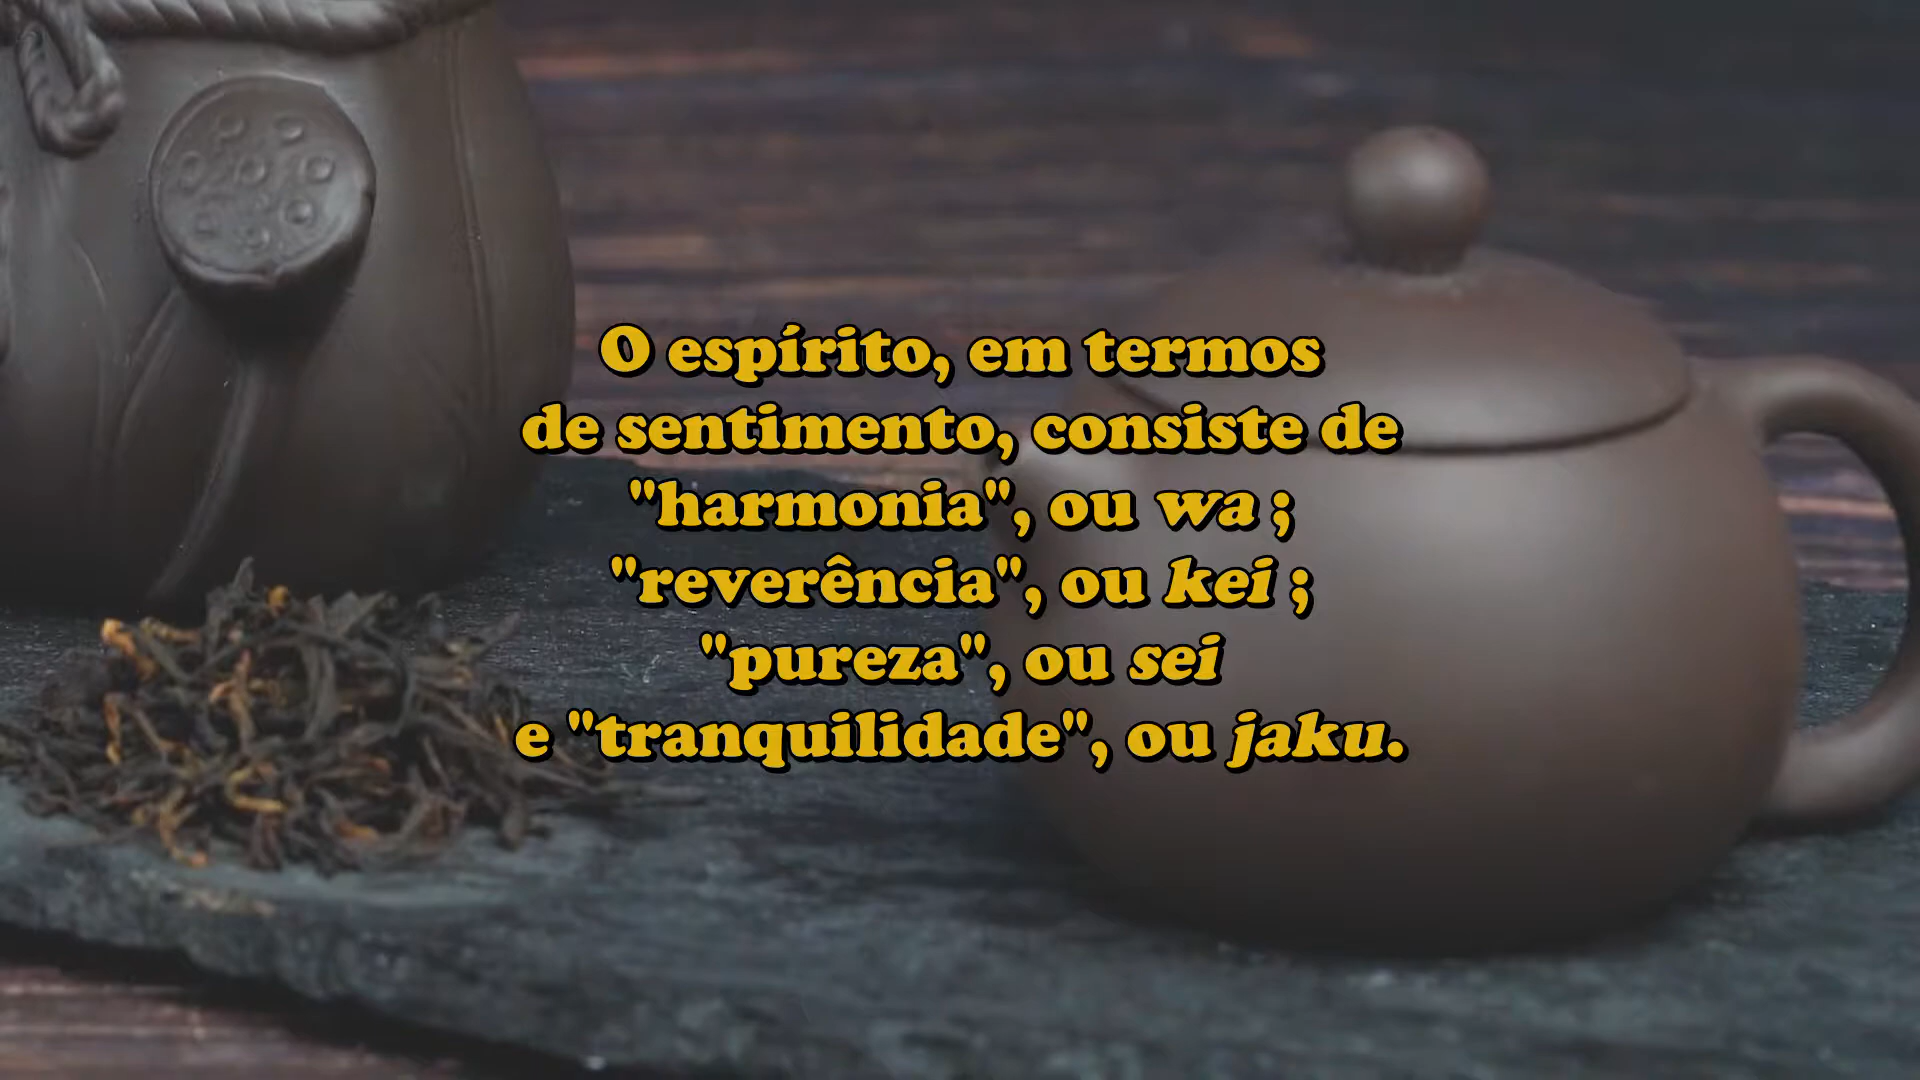 O espírito, em termos
de sentimento, consiste de
"harmonia", ou wa ;
"reverência", ou kei ;
"pureza", ou sei
e "tranquilidade", ou jaku.